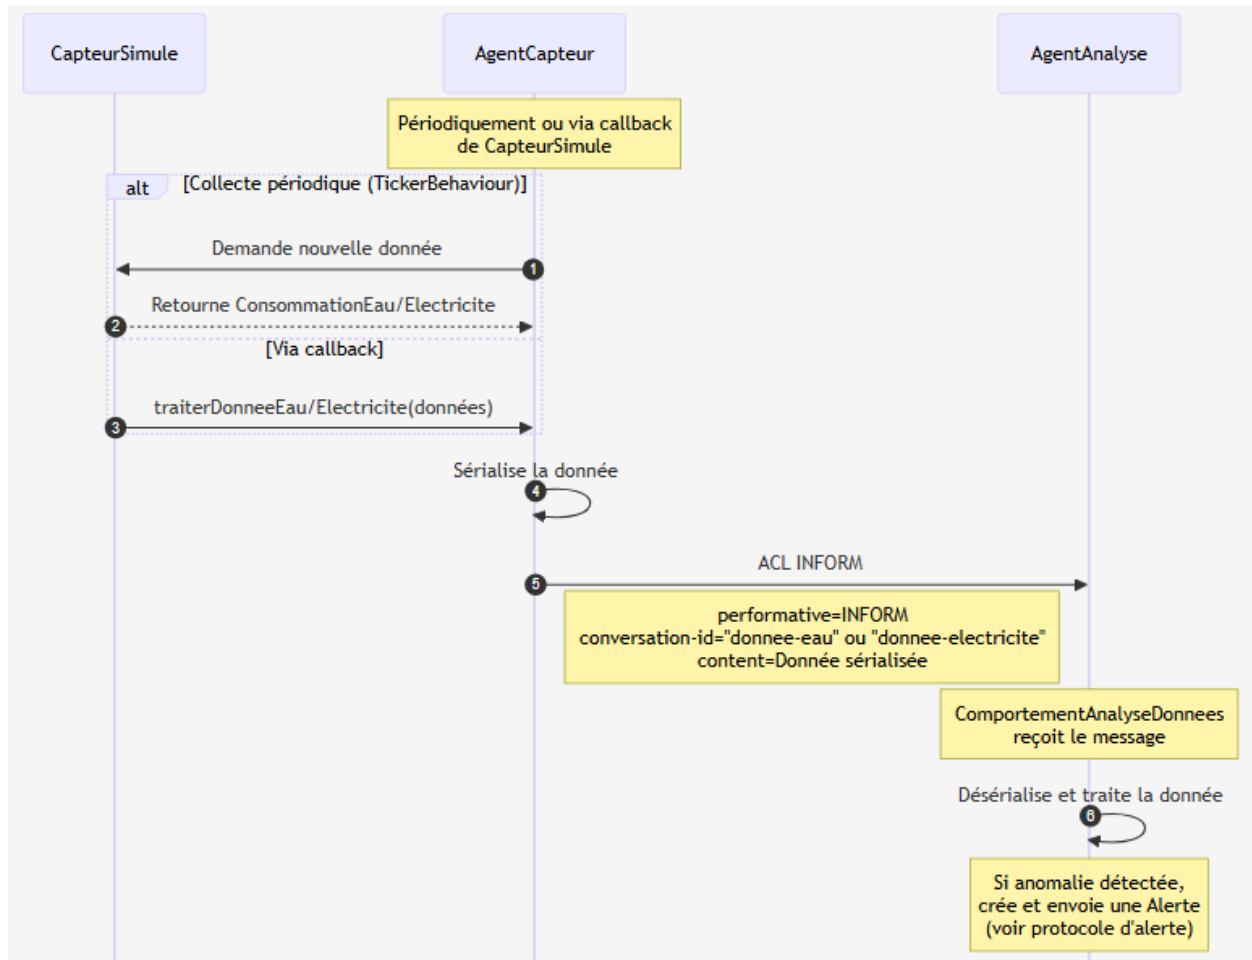 CapteurSimule
AgentCapteur
AgentAnalyse
Périodiquement ou via callback
de CapteurSimule
alt
[Collecte périodique (TickerBehaviour)]
Demande nouvelle donnée
1
Retourne ConsommationEau/Electricite
2
[Via callback]
traiterDonneeEau/Electricite(données)
3
Sérialise la donnée
4
ACL INFORM
5
performative=INFORM
conversation-id="donnee-eau" ou "donnee-electricite"
content=Donnée sérialisée
ComportementAnalyseDonnees
reçoit le message
Désérialise et traite la donnée
6
Si anomalie détectée,
crée et envoie une Alerte
(voir protocole d'alerte)